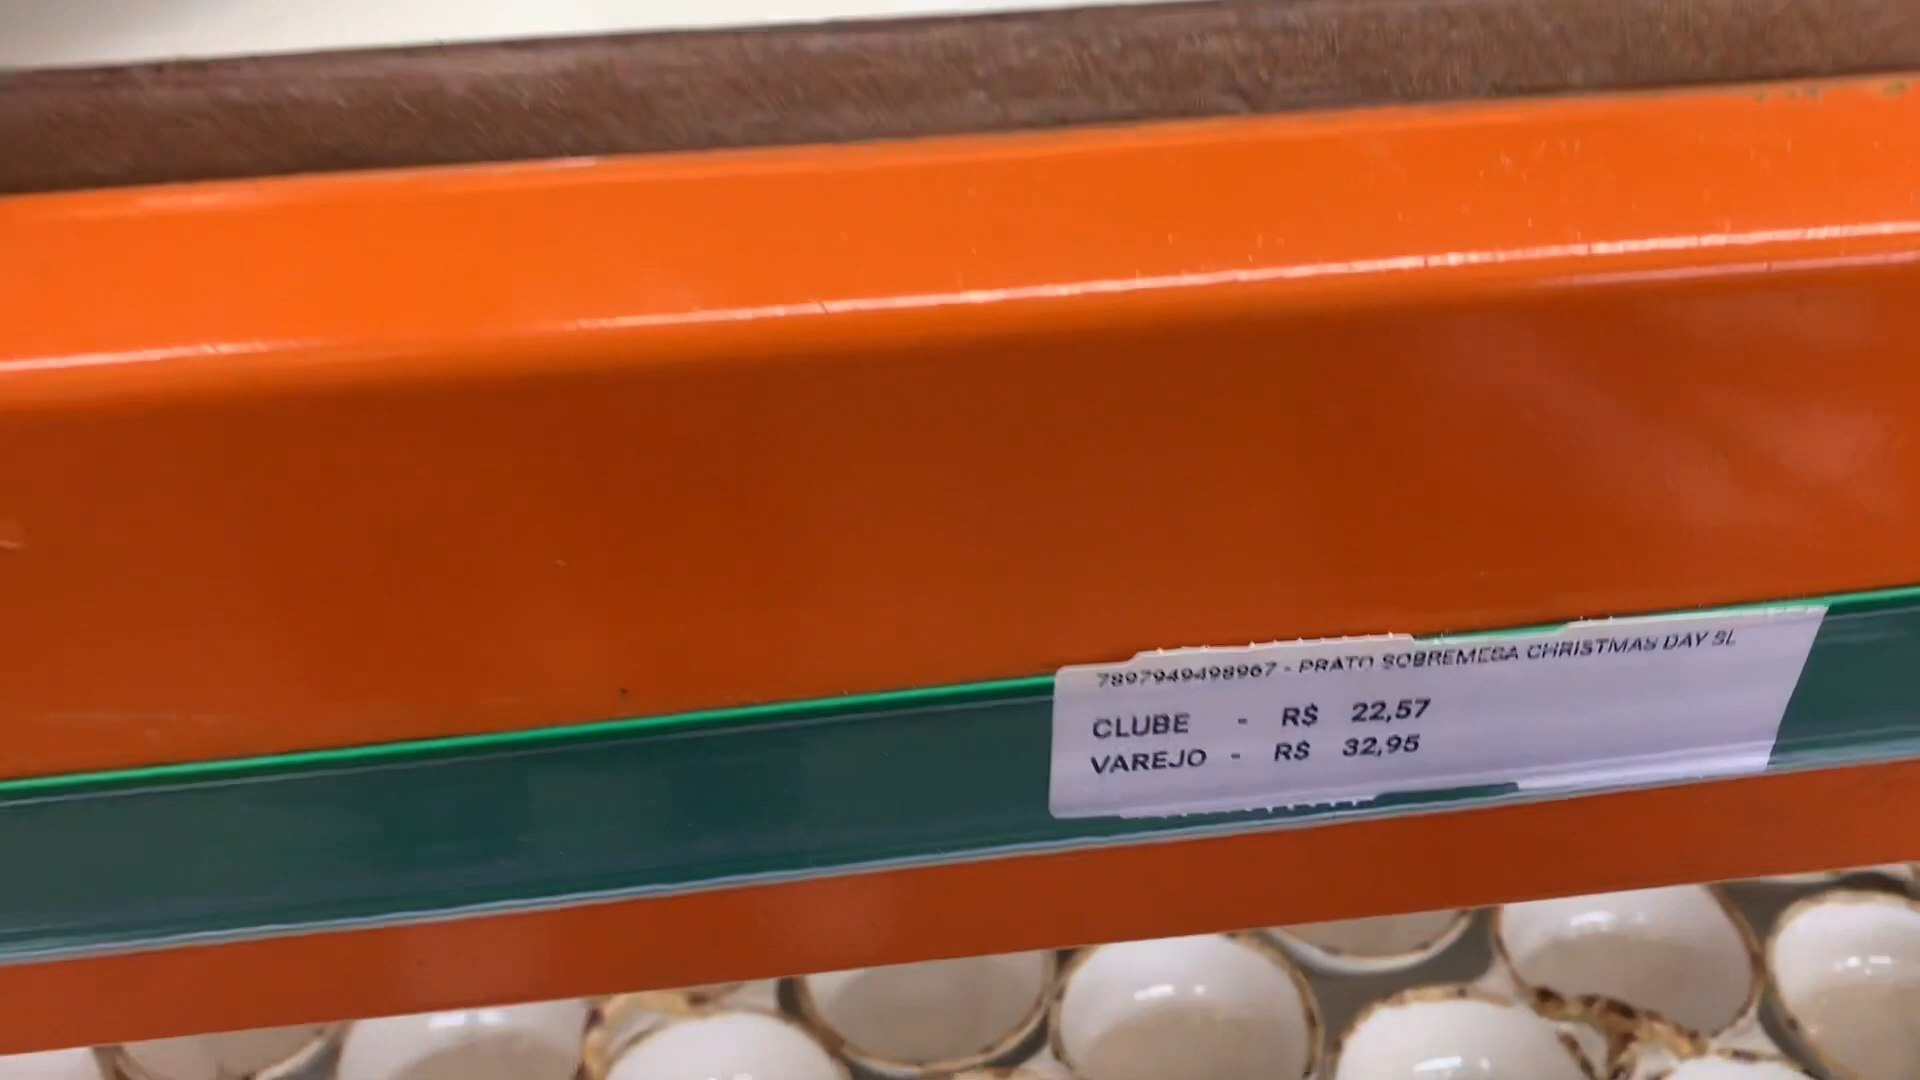 7897949498967 - PRATO SOBREMESA CHRISTMAS DAY SL
CLUBE - R$ 22,57
VAREJO - R$ 32,95